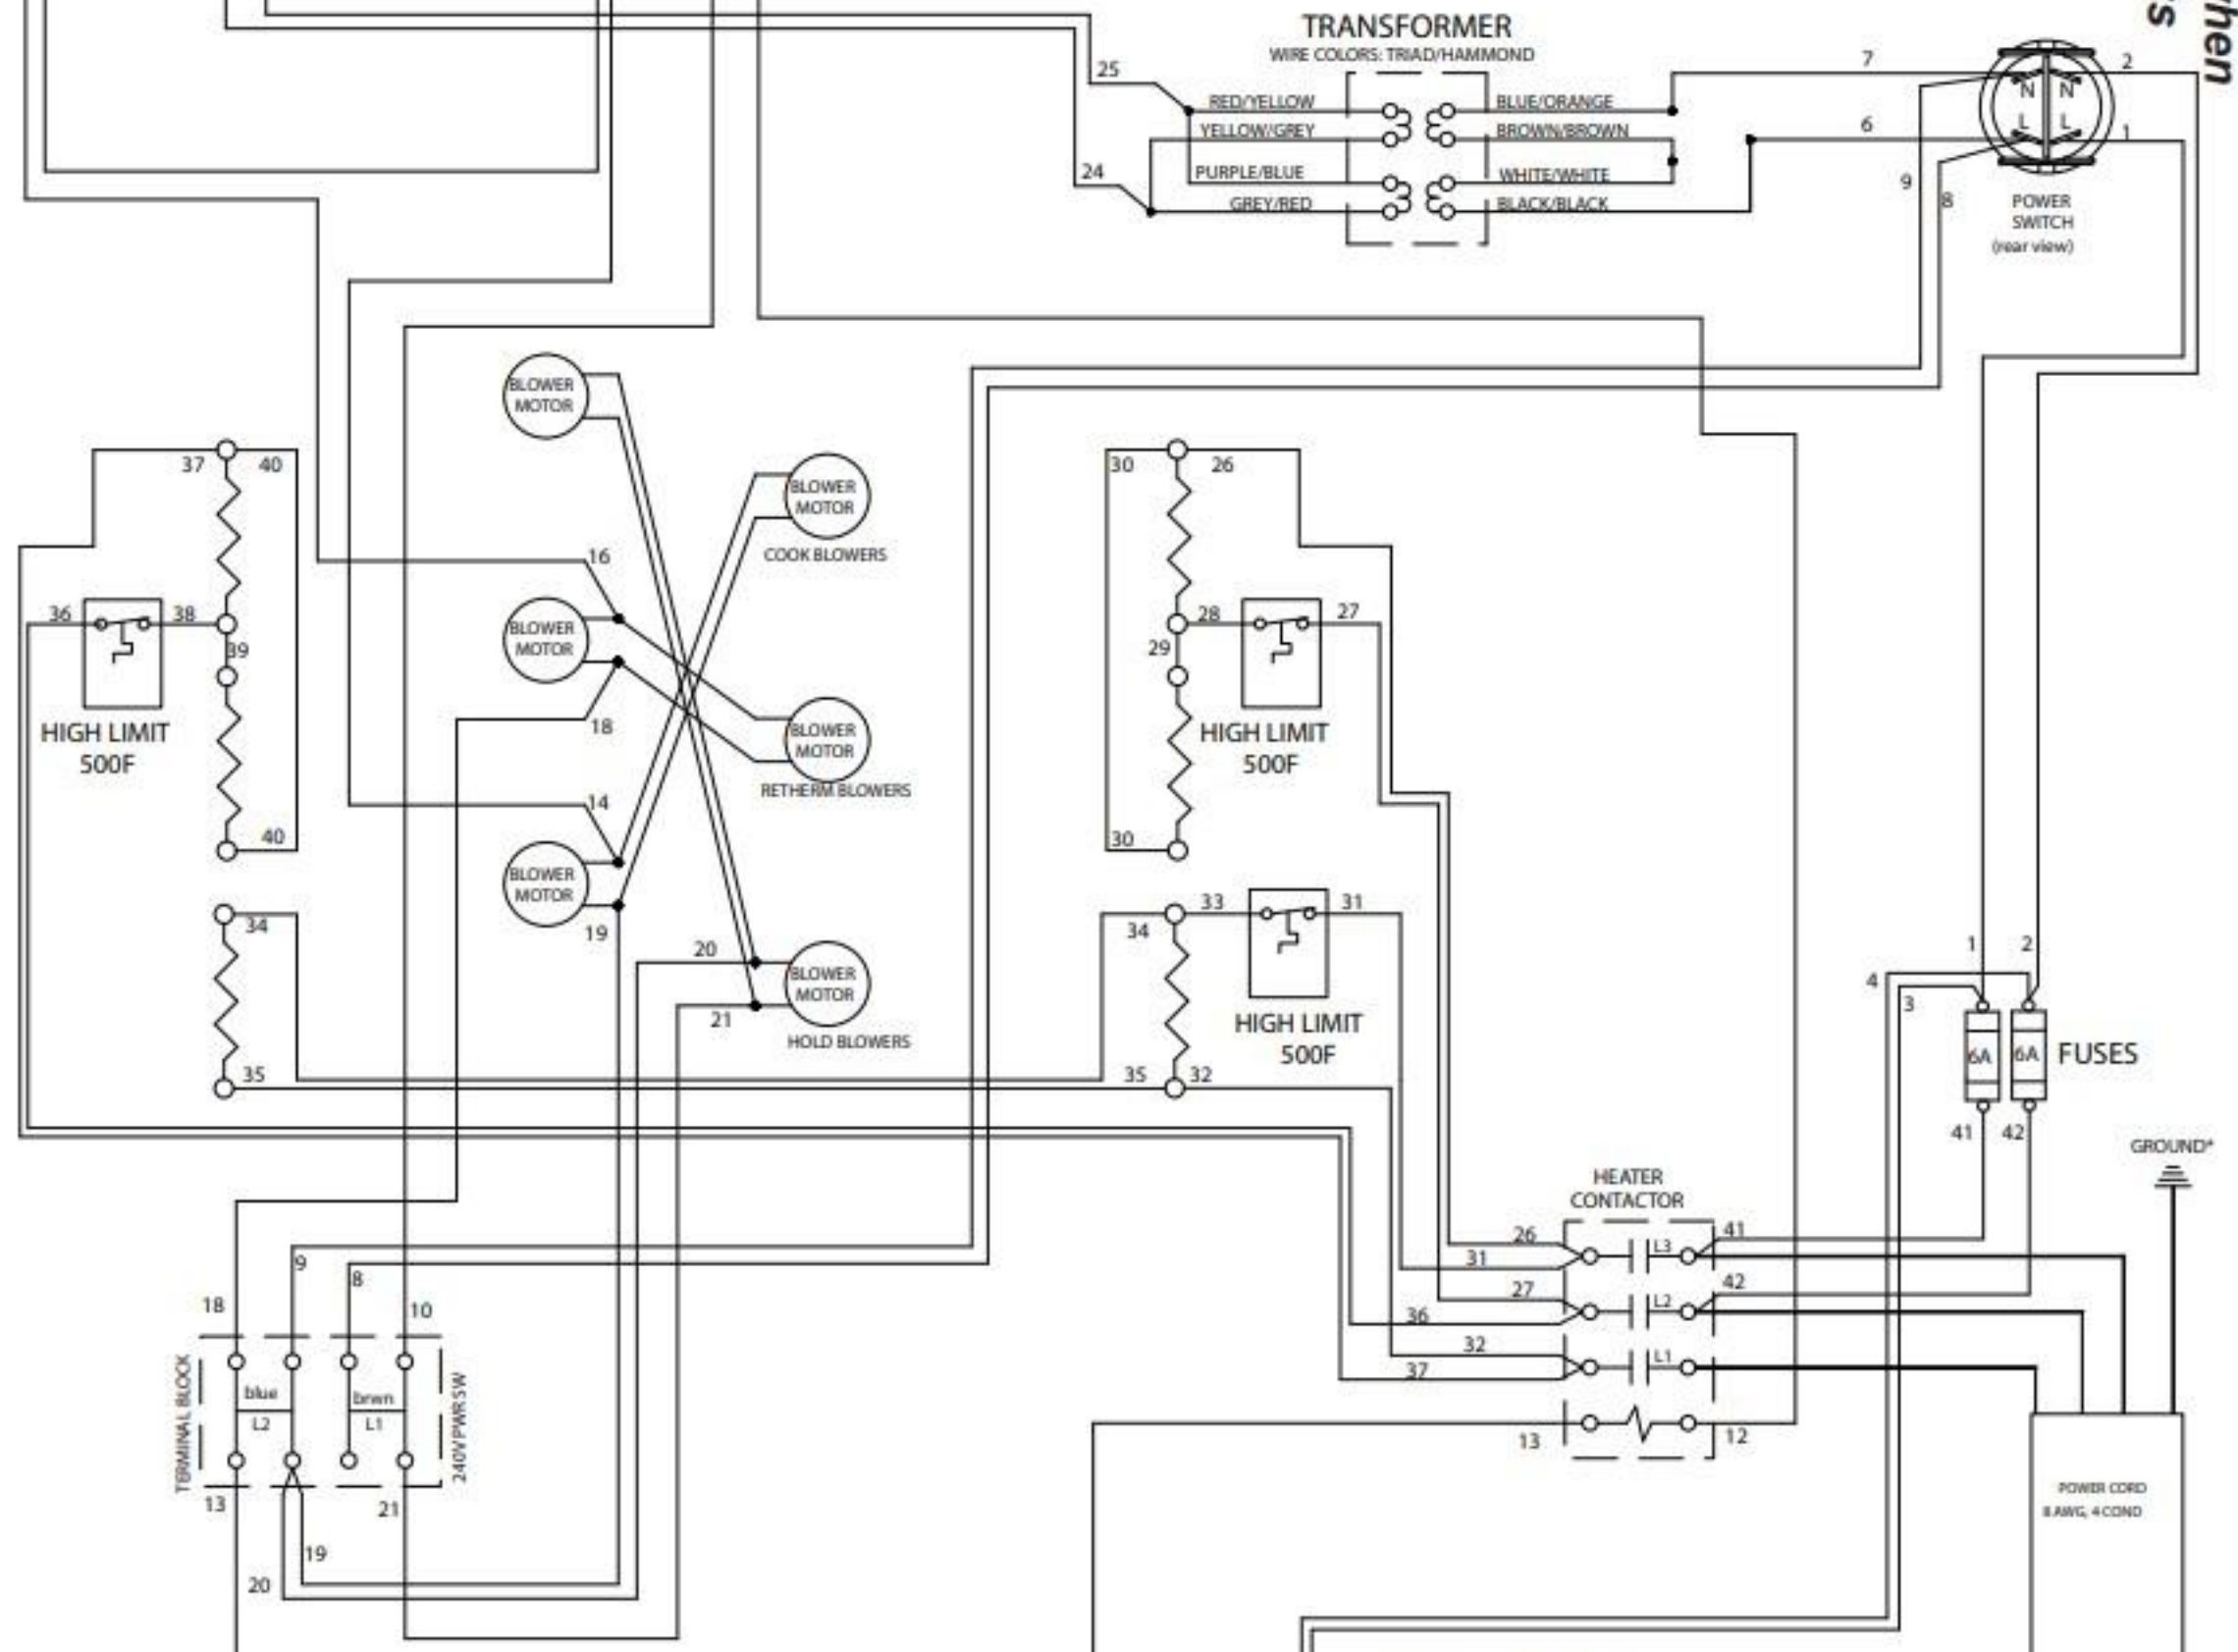 TRANSFORMER
WIRE COLORS: TRIAD/HAMMOND
25
RED/YELLOW
YELLOW/GREY
PURPLE/BLUE
GREY/RED
24
BLUE/ORANGE
BROWN/BROWN
WHITE/WHITE
BLACK/BLACK
7
6
9
8
2
1
N N
L L
POWER
SWITCH
(rear view)
BLOWER
MOTOR
BLOWER
MOTOR
COOK BLOWERS
37
40
30
26
16
36
38
39
BLOWER
MOTOR
28
27
29
18
BLOWER
MOTOR
RETHERM BLOWERS
HIGH LIMIT
500F
HIGH LIMIT
500F
14
40
30
BLOWER
MOTOR
19
34
34
33
31
20
21
BLOWER
MOTOR
HOLD BLOWERS
HIGH LIMIT
500F
35
35
32
1
2
4
3
6A
6A
FUSES
41
42
GROUND*
HEATER
CONTACTOR
26
31
27
36
32
37
13
L3
L2
L1
41
42
12
9
8
18
10
TERMINAL BLOCK
blue
L2
brwn
L1
240V PWR SW
13
21
19
20
POWER CORD
8 AWG, 4 COND